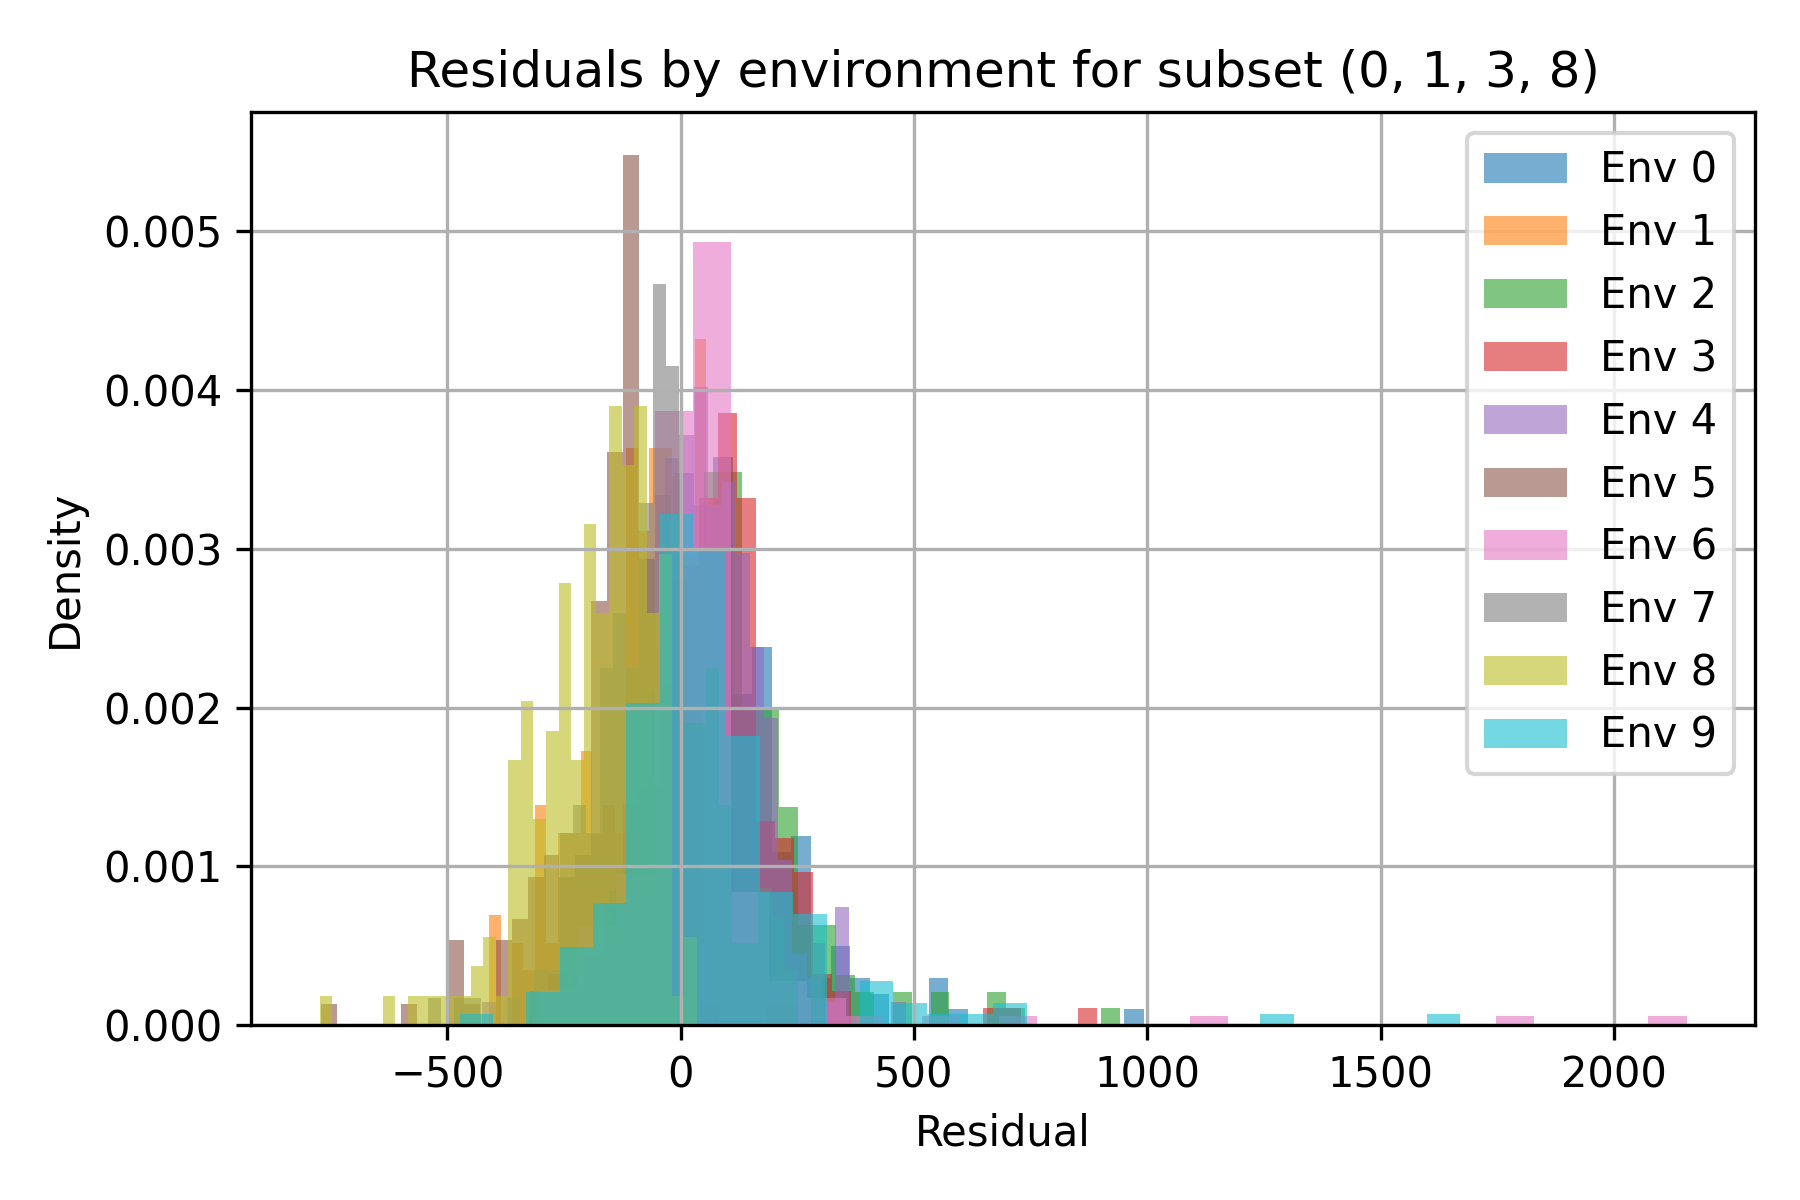 Residuals by environment for subset (0, 1, 3, 8)
Density
0.005
0.004
0.003
0.002
0.001
0.000
−500
0
500
1000
1500
2000
Residual
Env 0
Env 1
Env 2
Env 3
Env 4
Env 5
Env 6
Env 7
Env 8
Env 9